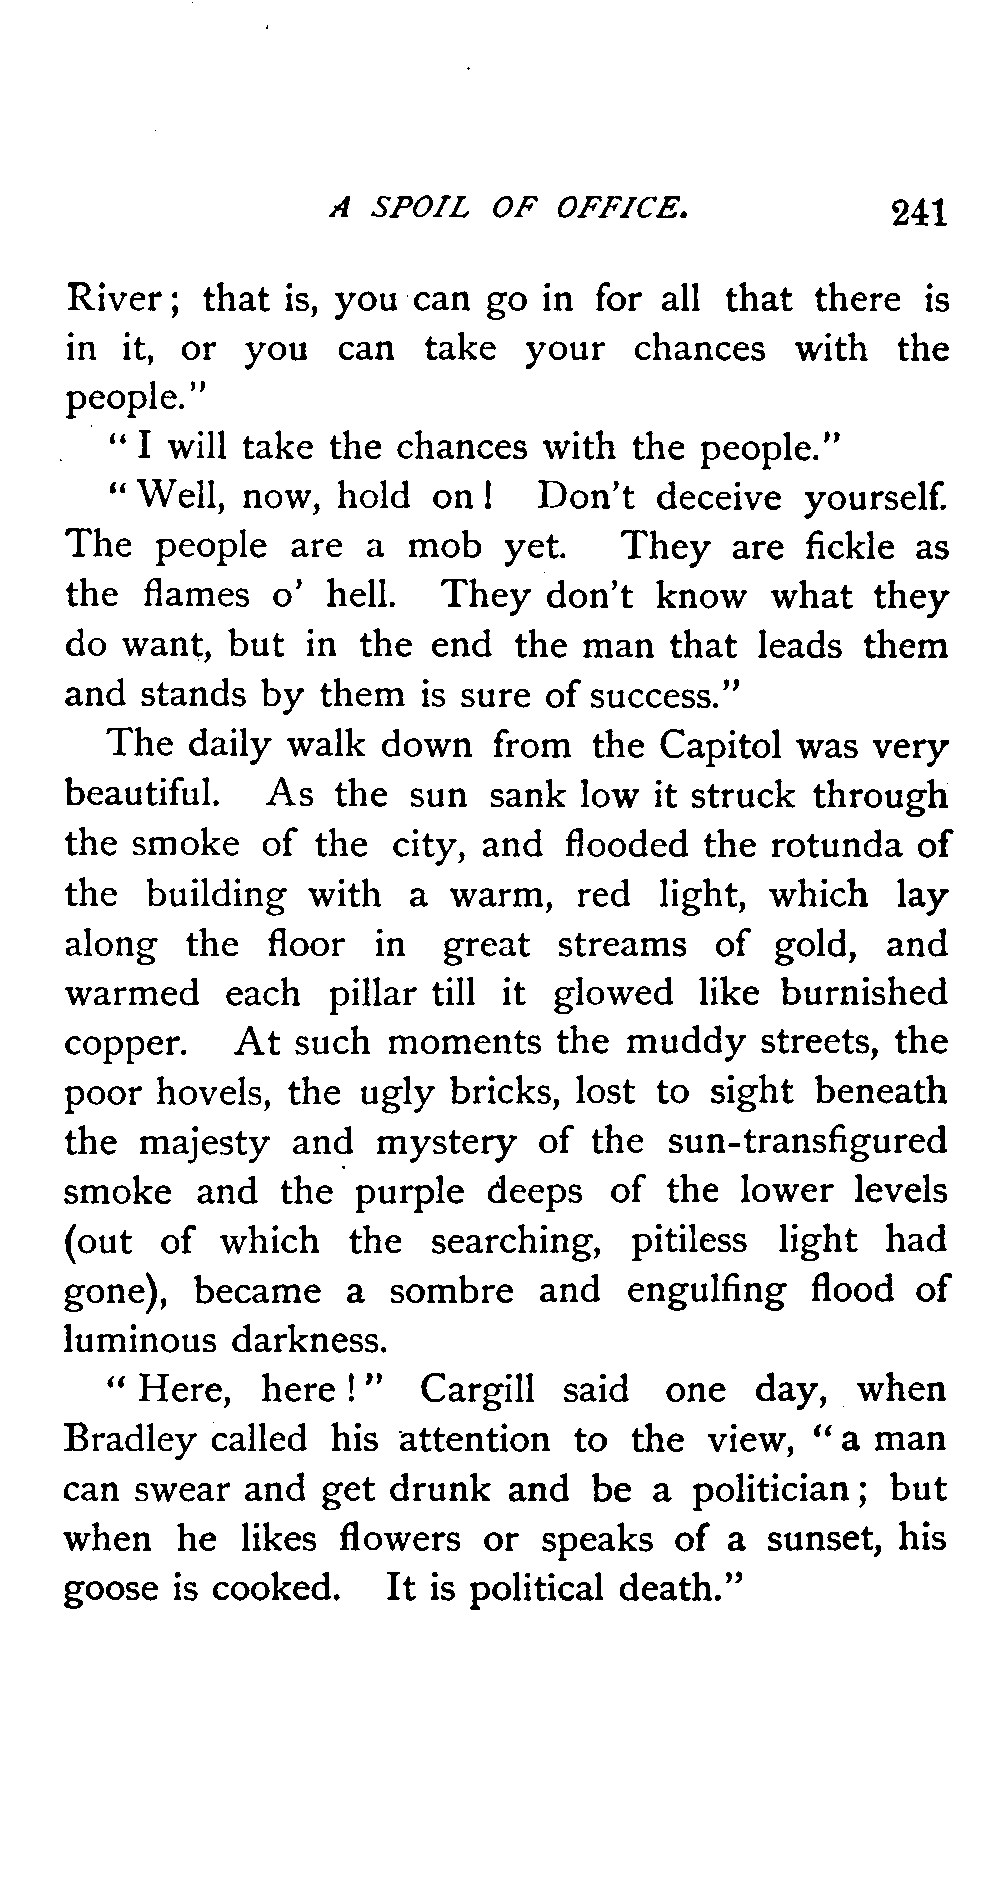 A SPOIL OF OFFICE. 241
River; that is, you can go in for all that there is
in it, or you can take your chances with the
people."
"I will take the chances with the people."
"Well, now, hold on! Don't deceive yourself.
The people are a mob yet. They are fickle as
the flames o' hell. They don't know what they
do want, but in the end the man that leads them
and stands by them is sure of success."
The daily walk down from the Capitol was very
beautiful. As the sun sank low it struck through
the smoke of the city, and flooded the rotunda of
the building with a warm, red light, which lay
along the floor in great streams of gold, and
warmed each pillar till it glowed like burnished
copper. At such moments the muddy streets, the
poor hovels, the ugly bricks, lost to sight beneath
the majesty and mystery of the sun-transfigured
smoke and the purple deeps of the lower levels
(out of which the searching, pitiless light had
gone), became a sombre and engulfing flood of
luminous darkness.
"Here, here!" Cargill said one day, when
Bradley called his attention to the view, "a man
can swear and get drunk and be a politician; but
when he likes flowers or speaks of a sunset, his
goose is cooked. It is political death."